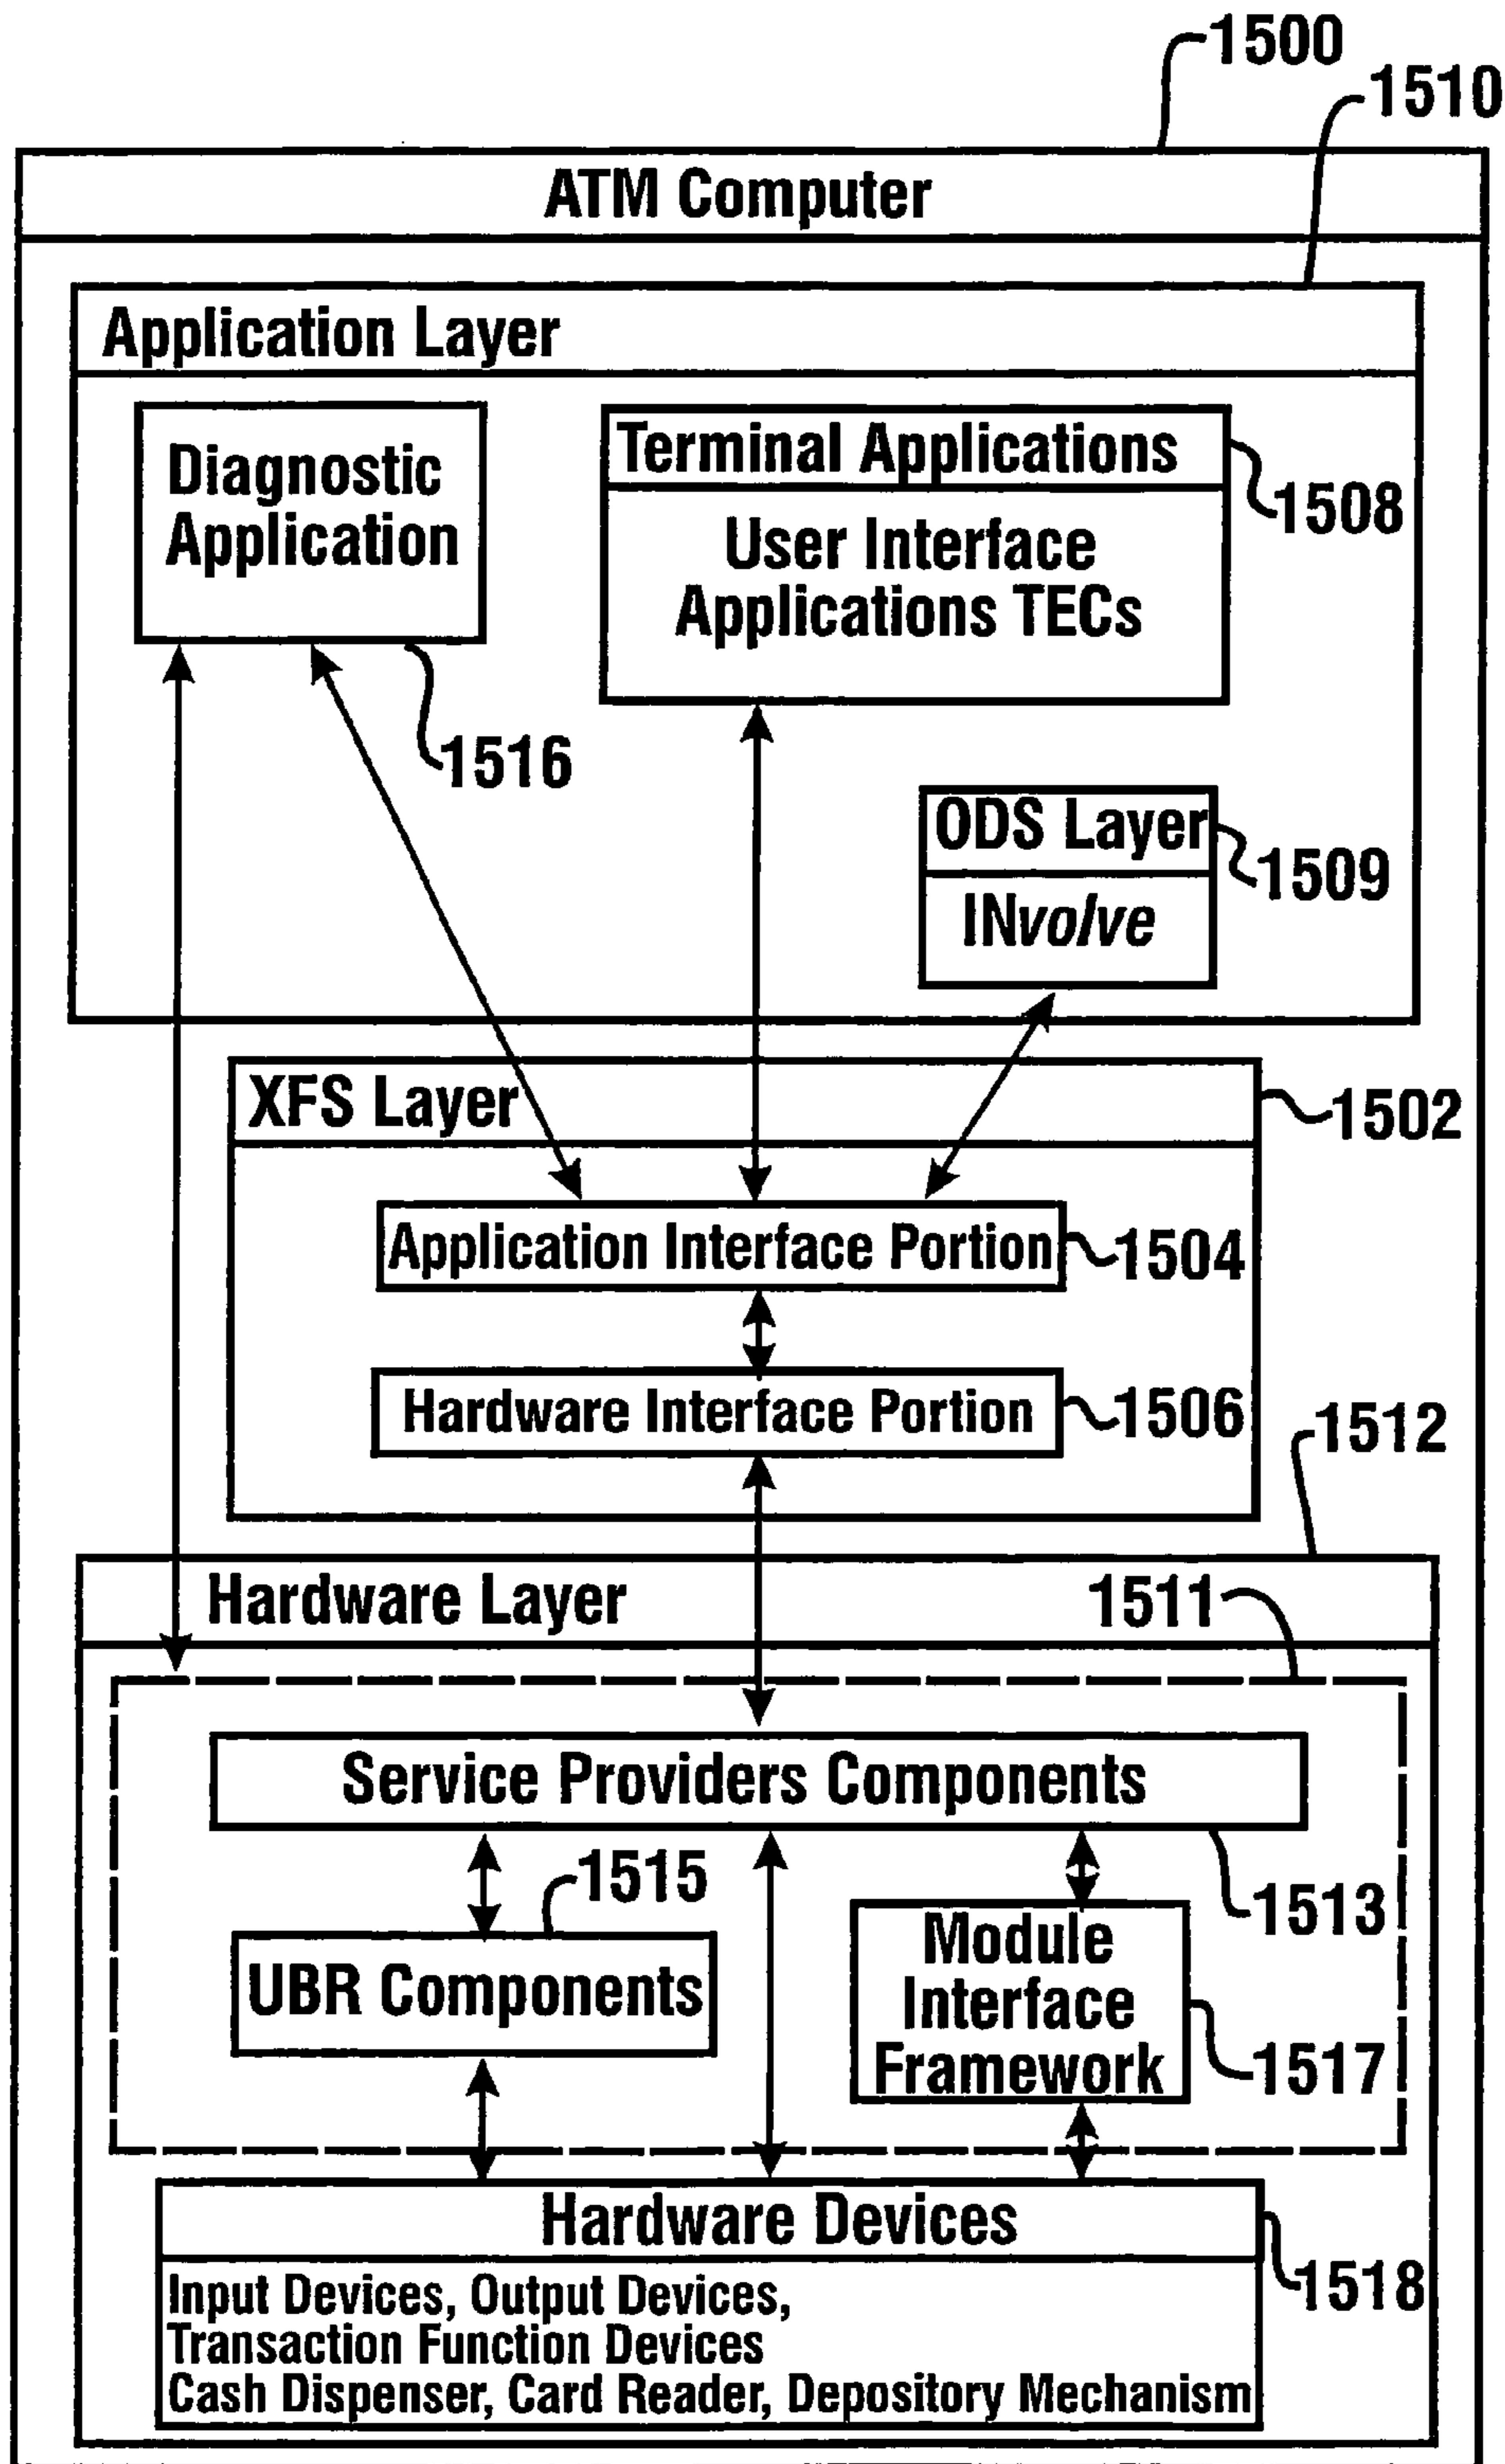 1500
1510
ATM Computer
Application Layer
Diagnostic
Application
Terminal Applications
1508
User Interface
Applications TECs
1516
ODS Layer
1509
INvolve
XFS Layer
1502
Application Interface Portion
1504
Hardware Interface Portion
1506
1512
Hardware Layer
1511
Service Providers Components
1515
1513
UBR Components
Module
Interface
Framework
1517
Hardware Devices
1518
Input Devices, Output Devices,
Transaction Function Devices
Cash Dispenser, Card Reader, Depository Mechanism